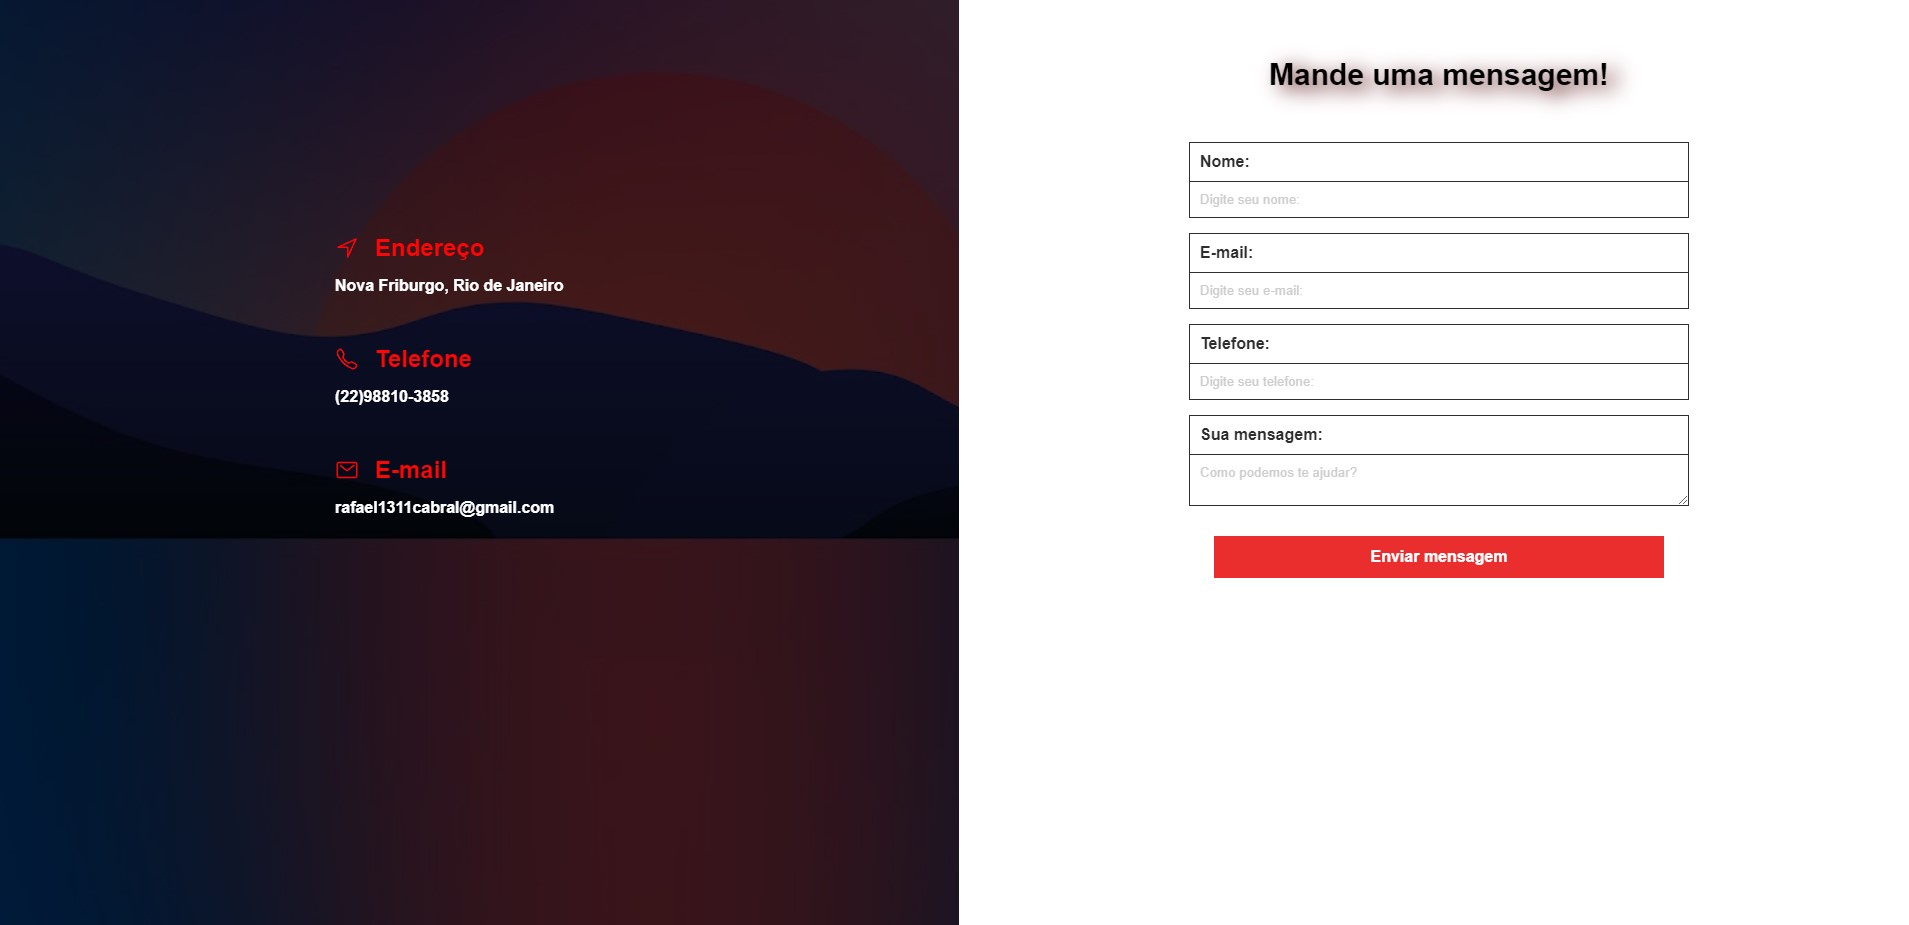 Endereço
Nova Friburgo, Rio de Janeiro
Telefone
(22)98810-3858
E-mail
rafael1311cabral@gmail.com
Mande uma mensagem!
Nome:
Digite seu nome:
E-mail:
Digite seu e-mail:
Telefone:
Digite seu telefone:
Sua mensagem:
Como podemos te ajudar?
Enviar mensagem